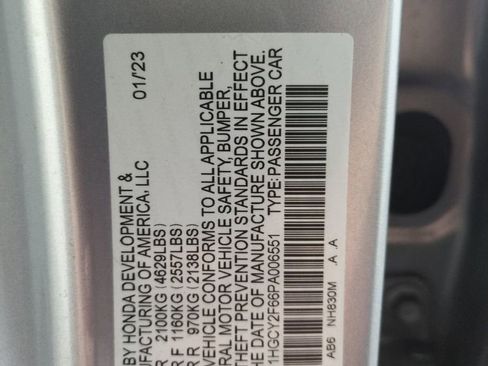 01/'23
BY HONDA DEVELOPMENT &
UFACTURING OF AMERICA, LLC
R 2100KG (4629LBS)
R F 1160KG (2557LBS)
R R 970KG (2138LBS)
VEHICLE CONFORMS TO ALL APPLICABLE
RAL MOTOR VEHICLE SAFETY, BUMPER,
THEFT PREVENTION STANDARDS IN EFFECT
HE DATE OF MANUFACTURE SHOWN ABOVE.
1HGCY2F66PA006551 TYPE: PASSENGER CAR
AB6 NH830M .A .A